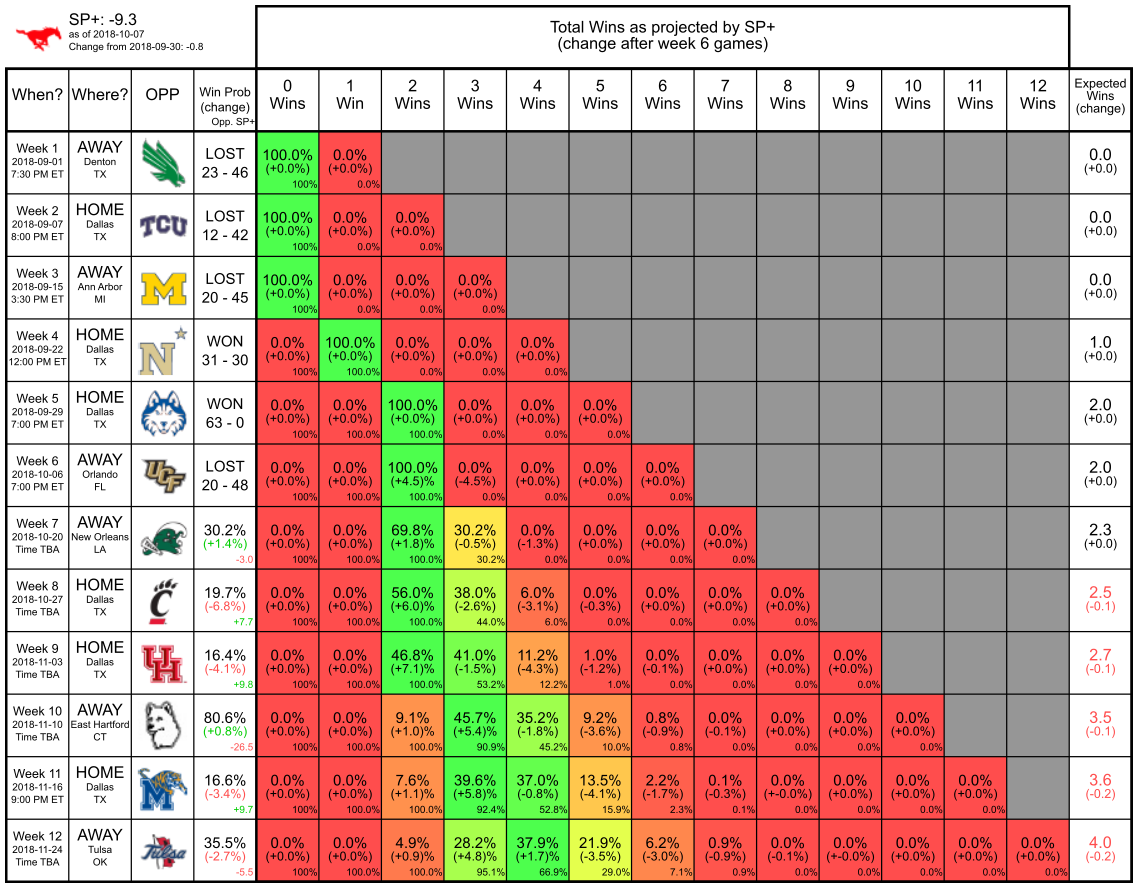 SP+: -9.3
as of 2018-10-07
Change from 2018-09-30: -0.8
Total Wins as projected by SP+
(change after week 6 games)
When? Where? OPP Win Prob (change) Opp. SP+ 0 Wins 1 Win 2 Wins 3 Wins 4 Wins 5 Wins 6 Wins 7 Wins 8 Wins 9 Wins 10 Wins 11 Wins 12 Wins Expected Wins (change)
Week 1 AWAY LOST 100.0% 0.0% 0.0
2018-09-01 Denton (+0.0%) (+0.0%) (+0.0)
7:30 PM ET TX 23 - 46 100% 0.0%
Week 2 HOME LOST 100.0% 0.0% 0.0% 0.0
2018-09-07 Dallas TCU (+0.0%) (+0.0%) (+0.0%) (+0.0)
8:00 PM ET TX 12 - 42 100% 0.0% 0.0%
Week 3 AWAY LOST 100.0% 0.0% 0.0% 0.0% 0.0
2018-09-15 Ann Arbor M (+0.0%) (+0.0%) (+0.0%) (+0.0%) (+0.0)
3:30 PM ET MI 20 - 45 100% 0.0% 0.0% 0.0%
Week 4 HOME WON 0.0% 100.0% 0.0% 0.0% 0.0% 1.0
2018-09-22 Dallas N (+0.0%) (+0.0%) (+0.0%) (+0.0%) (+0.0%) (+0.0)
12:00 PM ET TX 31 - 30 100% 100.0% 0.0% 0.0% 0.0%
Week 5 HOME WON 0.0% 0.0% 100.0% 0.0% 0.0% 0.0% 2.0
2018-09-29 Dallas (+0.0%) (+0.0%) (+0.0%) (+0.0%) (+0.0%) (+0.0%) (+0.0)
7:00 PM ET TX 63 - 0 100% 100.0% 100.0% 0.0% 0.0% 0.0%
Week 6 AWAY LOST 0.0% 0.0% 100.0% 0.0% 0.0% 0.0% 0.0% 2.0
2018-10-06 Orlando UCF (+0.0%) (+0.0%) (+4.5)% (-4.5%) (+0.0%) (+0.0%) (+0.0%) (+0.0)
7:00 PM ET FL 20 - 48 100% 100.0% 100.0% 0.0% 0.0% 0.0% 0.0%
Week 7 AWAY 30.2% 0.0% 0.0% 69.8% 30.2% 0.0% 0.0% 0.0% 0.0% 2.3
2018-10-20 New Orleans (+1.4%) (+0.0%) (+0.0%) (+1.8)% (-0.5%) (-1.3%) (+0.0%) (+0.0%) (+0.0%) (+0.0)
Time TBA LA -3.0 100% 100.0% 100.0% 30.2% 0.0% 0.0% 0.0% 0.0%
Week 8 HOME 19.7% 0.0% 0.0% 56.0% 38.0% 6.0% 0.0% 0.0% 0.0% 0.0% 2.5
2018-10-27 Dallas C (-6.8%) (+0.0%) (+0.0%) (+6.0)% (-2.6%) (-3.1%) (-0.3%) (+0.0%) (+0.0%) (+0.0%) (-0.1)
Time TBA TX +7.7 100% 100.0% 100.0% 44.0% 6.0% 0.0% 0.0% 0.0% 0.0%
Week 9 HOME 16.4% 0.0% 0.0% 46.8% 41.0% 11.2% 1.0% 0.0% 0.0% 0.0% 0.0% 2.7
2018-11-03 Dallas UH (-4.1%) (+0.0%) (+0.0%) (+7.1)% (-1.5%) (-4.3%) (-1.2%) (-0.1%) (+0.0%) (+0.0%) (+0.0%) (-0.1)
Time TBA TX +9.8 100% 100.0% 100.0% 53.2% 12.2% 1.0% 0.0% 0.0% 0.0% 0.0%
Week 10 AWAY 80.6% 0.0% 0.0% 9.1% 45.7% 35.2% 9.2% 0.8% 0.0% 0.0% 0.0% 0.0% 3.5
2018-11-10 East Hartford (+0.8%) (+0.0%) (+0.0%) (+1.0)% (+5.4)% (-1.8%) (-3.6%) (-0.9%) (-0.1%) (+0.0%) (+0.0%) (+0.0%) (-0.1)
Time TBA CT -26.5 100% 100.0% 100.0% 90.9% 45.2% 10.0% 0.8% 0.0% 0.0% 0.0% 0.0%
Week 11 HOME 16.6% 0.0% 0.0% 7.6% 39.6% 37.0% 13.5% 2.2% 0.1% 0.0% 0.0% 0.0% 0.0% 3.6
2018-11-16 Dallas M (-3.4%) (+0.0%) (+0.0%) (+1.1)% (+5.8)% (-0.8%) (-4.1%) (-1.7%) (-0.3%) (+-0.0%) (+0.0%) (+0.0%) (+0.0%) (-0.2)
9:00 PM ET TX +9.7 100% 100.0% 100.0% 92.4% 52.8% 15.9% 2.3% 0.1% 0.0% 0.0% 0.0% 0.0%
Week 12 AWAY 35.5% 0.0% 0.0% 4.9% 28.2% 37.9% 21.9% 6.2% 0.9% 0.0% 0.0% 0.0% 0.0% 0.0% 4.0
2018-11-24 Tulsa Tulsa (-2.7%) (+0.0%) (+0.0%) (+0.9)% (+4.8)% (+1.7)% (-3.5%) (-3.0%) (-0.9%) (-0.1%) (+-0.0%) (+0.0%) (+0.0%) (+0.0%) (-0.2)
Time TBA OK -5.5 100% 100.0% 100.0% 95.1% 66.9% 29.0% 7.1% 0.9% 0.0% 0.0% 0.0% 0.0% 0.0%